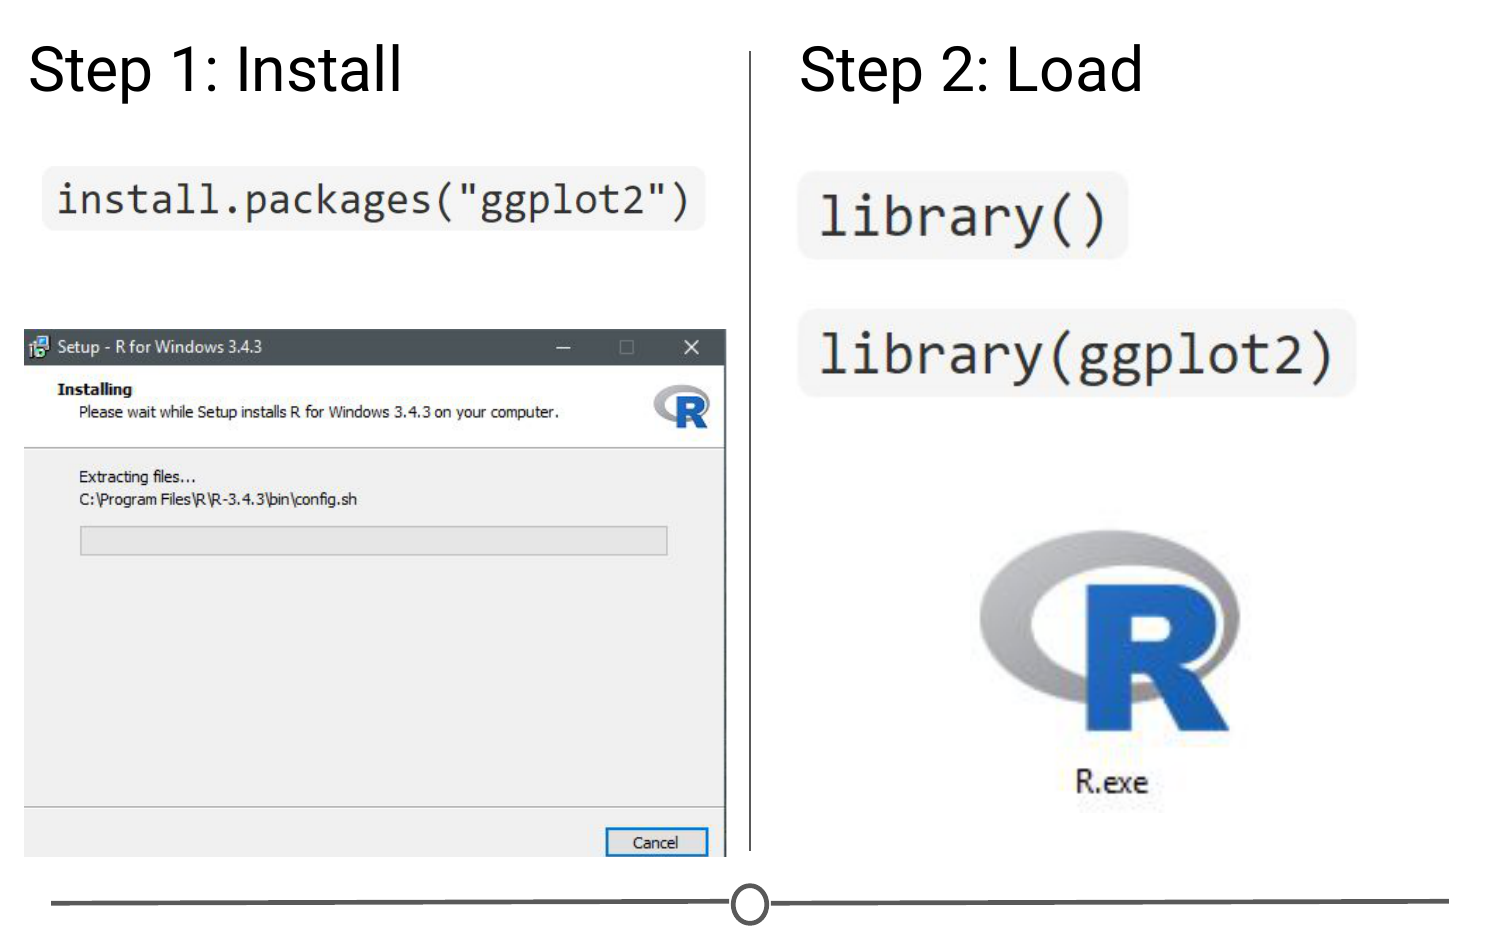 Step 1: Install
install.packages("ggplot2")
Setup - R for Windows 3.4.3
Installing
Please wait while Setup installs R for Windows 3.4.3 on your computer.
R
Extracting files...
C:\Program Files\R\R-3.4.3\bin\config.sh
Cancel
Step 2: Load
library()
library(ggplot2)
R
R.exe